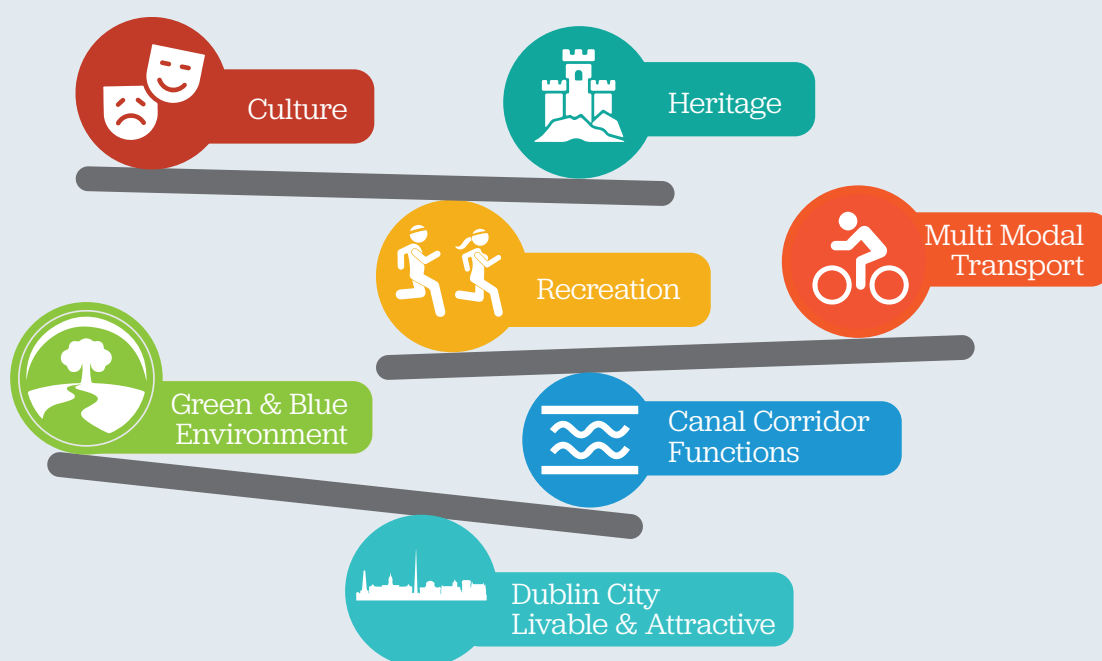 Culture
Heritage
Recreation
Multi Modal
Transport
Green & Blue
Environment
Canal Corridor
Functions
Dublin City
Livable & Attractive